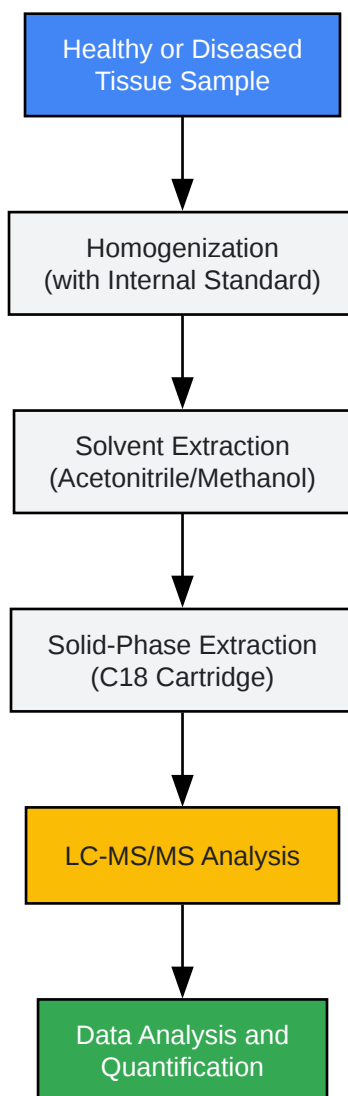 Healthy or Diseased
Tissue Sample
Homogenization
(with Internal Standard)
Solvent Extraction
(Acetonitrile/Methanol)
Solid-Phase Extraction
(C18 Cartridge)
LC-MS/MS Analysis
Data Analysis and
Quantification